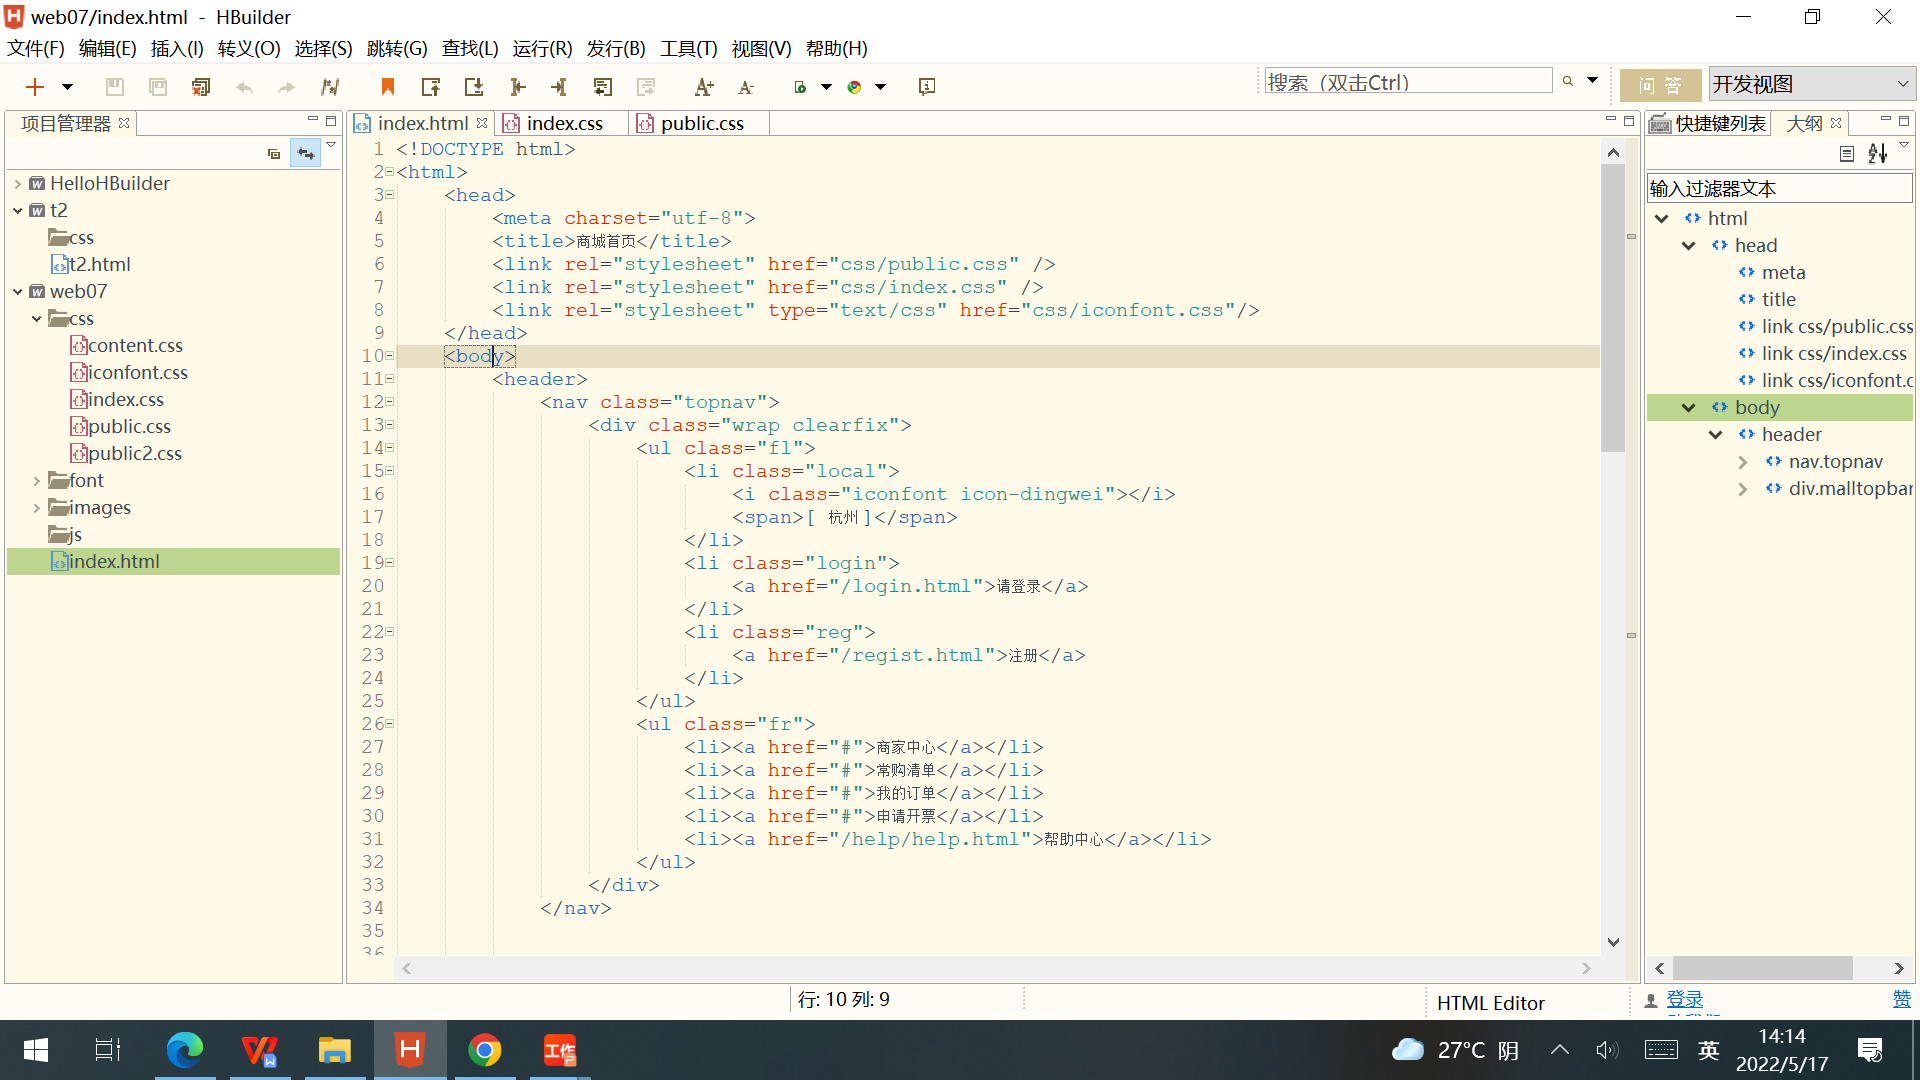 web07/index.html - HBuilder
文件(F) 编辑(E) 插入(I) 转义(O) 选择(S) 跳转(G) 查找(L) 运行(R) 发行(B) 工具(T) 视图(V) 帮助(H)
搜索（双击Ctrl） 问 答 开发视图
项目管理器
index.html index.css public.css
快捷键列表 大纲
HelloHBuilder
t2
css
t2.html
web07
css
content.css
iconfont.css
index.css
public.css
public2.css
font
images
js
index.html
1 <!DOCTYPE html>
2 <html>
3 <head>
4 <meta charset="utf-8">
5 <title>商城首页</title>
6 <link rel="stylesheet" href="css/public.css" />
7 <link rel="stylesheet" href="css/index.css" />
8 <link rel="stylesheet" type="text/css" href="css/iconfont.css"/>
9 </head>
10 <body>
11 <header>
12 <nav class="topnav">
13 <div class="wrap clearfix">
14 <ul class="fl">
15 <li class="local">
16 <i class="iconfont icon-dingwei"></i>
17 <span>[ 杭州 ]</span>
18 </li>
19 <li class="login">
20 <a href="/login.html">请登录</a>
21 </li>
22 <li class="reg">
23 <a href="/regist.html">注册</a>
24 </li>
25 </ul>
26 <ul class="fr">
27 <li><a href="#">商家中心</a></li>
28 <li><a href="#">常购清单</a></li>
29 <li><a href="#">我的订单</a></li>
30 <li><a href="#">申请开票</a></li>
31 <li><a href="/help/help.html">帮助中心</a></li>
32 </ul>
33 </div>
34 </nav>
35
36
输入过滤器文本
html
head
meta
title
link css/public.css
link css/index.css
link css/iconfont.c
body
header
nav.topnav
div.malltopbar
行: 10 列: 9
HTML Editor
登录
赞
工作
27°C 阴
英
14:14
2022/5/17